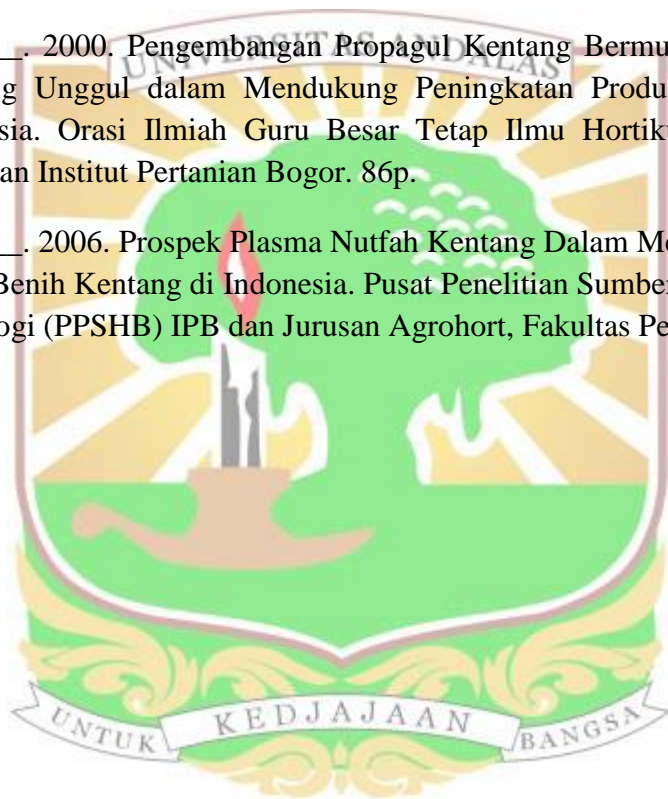 __. 2000. Pengembangan Propagul Kentang Bermu
UNIVERSITAS ANDALAS
g Unggul dalam Mendukung Peningkatan Produ
sia. Orasi Ilmiah Guru Besar Tetap Ilmu Hortik
an Institut Pertanian Bogor. 86p.
__. 2006. Prospek Plasma Nutfah Kentang Dalam Me
Benih Kentang di Indonesia. Pusat Penelitian Sumber
ogi (PPSHB) IPB dan Jurusan Agrohort, Fakultas Pe
UNTUK KEDJAJAAN BANGSA